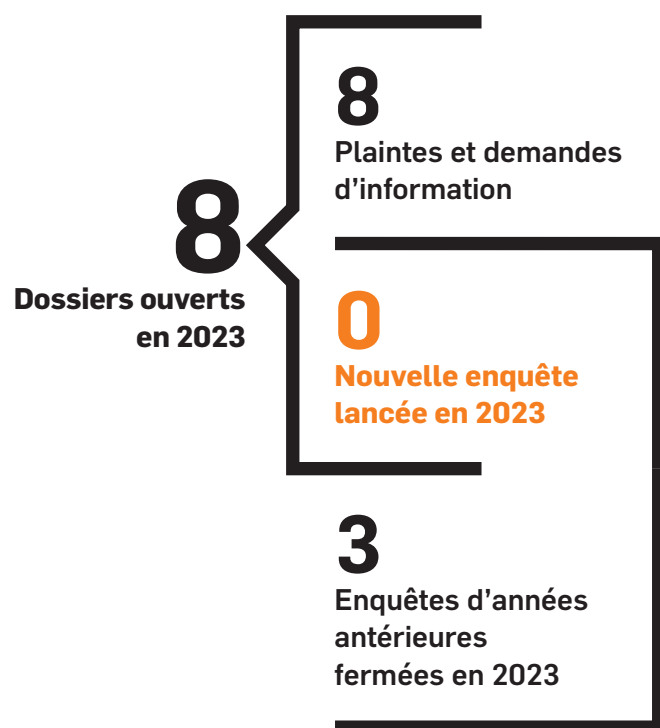 8
Dossiers ouverts
en 2023
8
Plaintes et demandes
d’information
0
Nouvelle enquête
lancée en 2023
3
Enquêtes d’années
antérieures
fermées en 2023